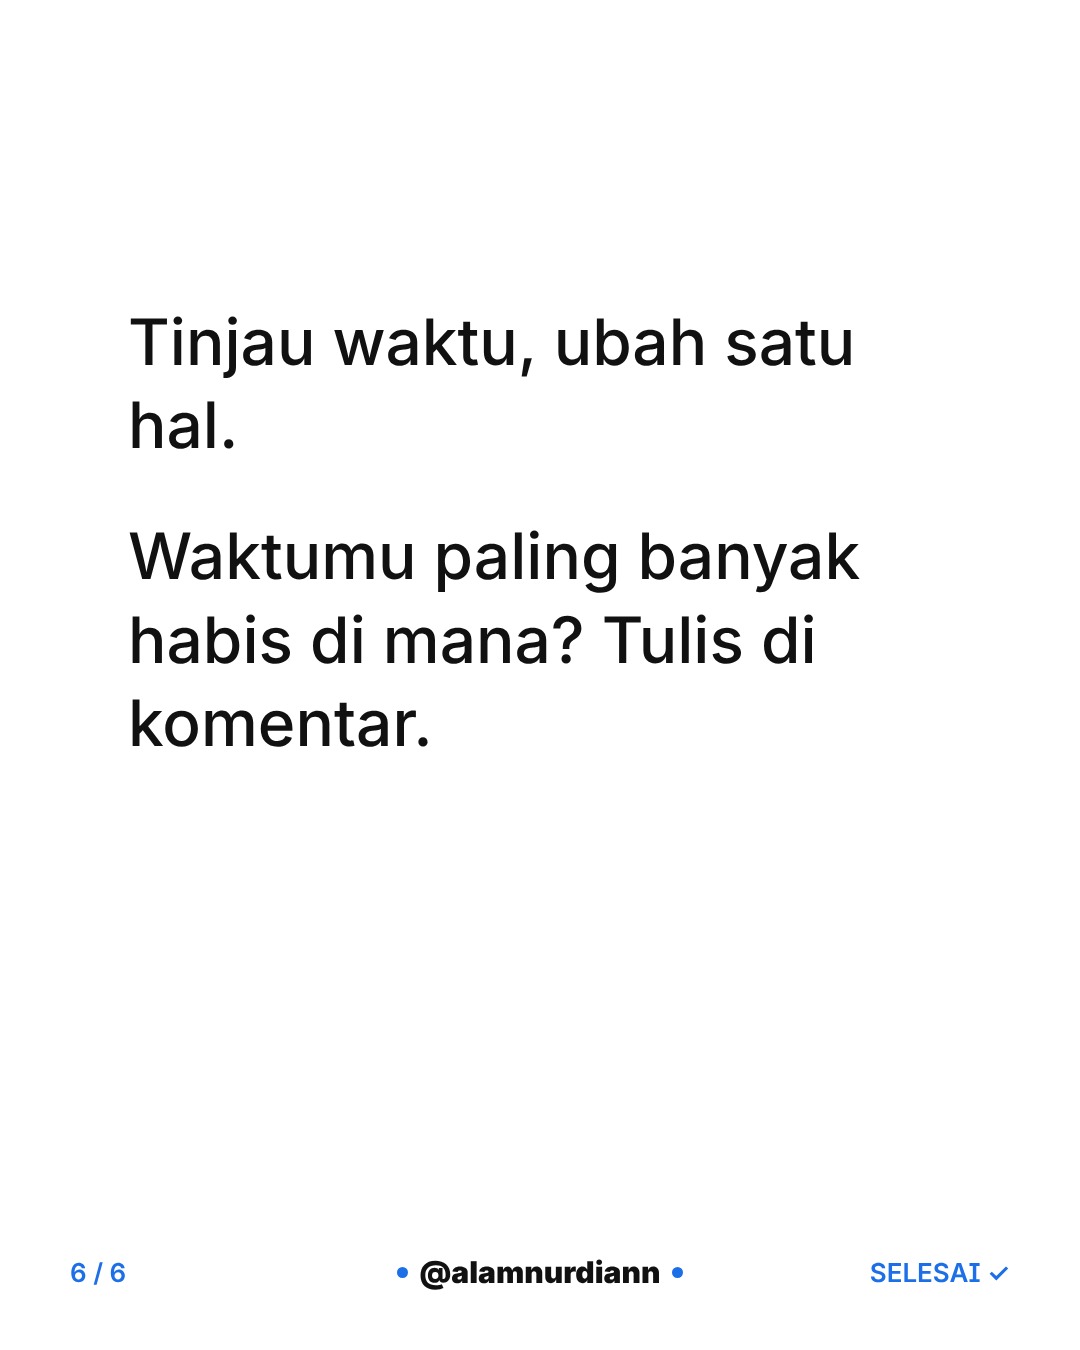 Tinjau waktu, ubah satu
hal.
Waktumu paling banyak
habis di mana? Tulis di
komentar.
6 / 6
• @alamnurdiann •
SELESAI ✓